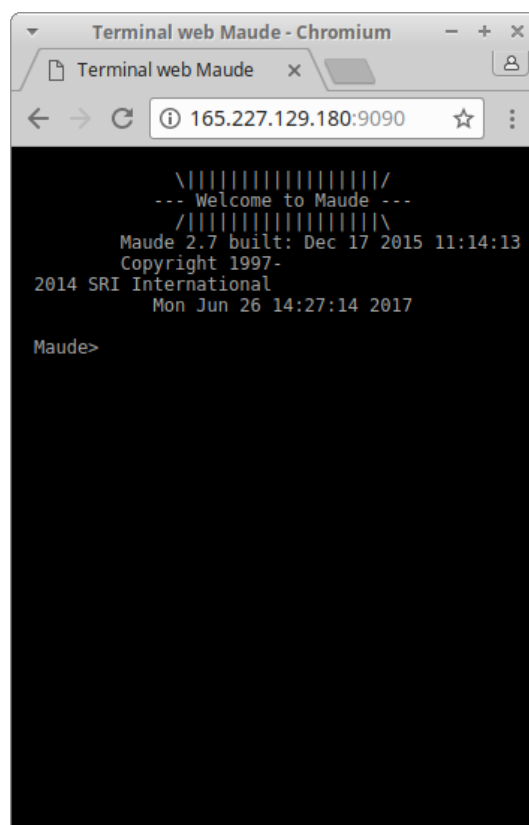 Terminal web Maude - Chromium
Terminal web Maude
165.227.129.180:9090
\||||||||||||||||||/
--- Welcome to Maude ---
/||||||||||||||||||\
Maude 2.7 built: Dec 17 2015 11:14:13
Copyright 1997-
2014 SRI International
Mon Jun 26 14:27:14 2017
Maude>